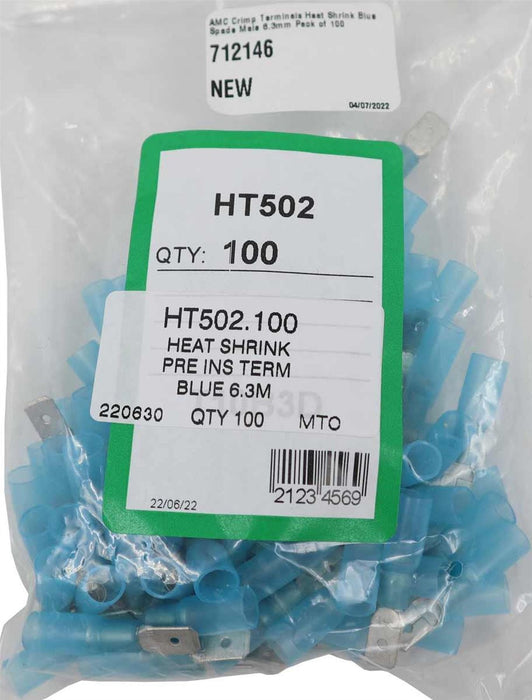 AMC Crimp Terminals Heat Shrink Blue
Spade Male 6.3mm Pack of 100
712146
NEW
04/07/2022
HT502
QTY: 100
HT502.100
HEAT SHRINK
PRE INS TERM
BLUE 6.3M
220630 QTY 100 MTO
22/06/22
2123 4569